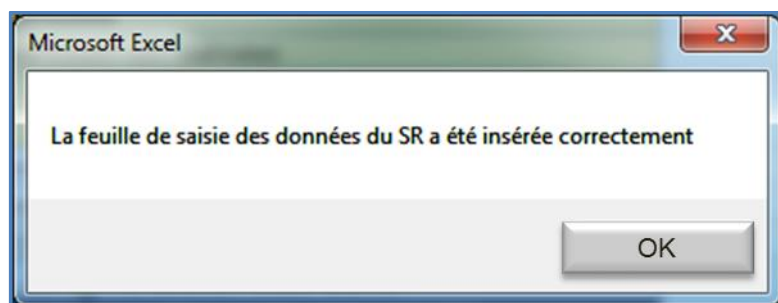 Microsoft Excel
La feuille de saisie des données du SR a été insérée correctement
OK